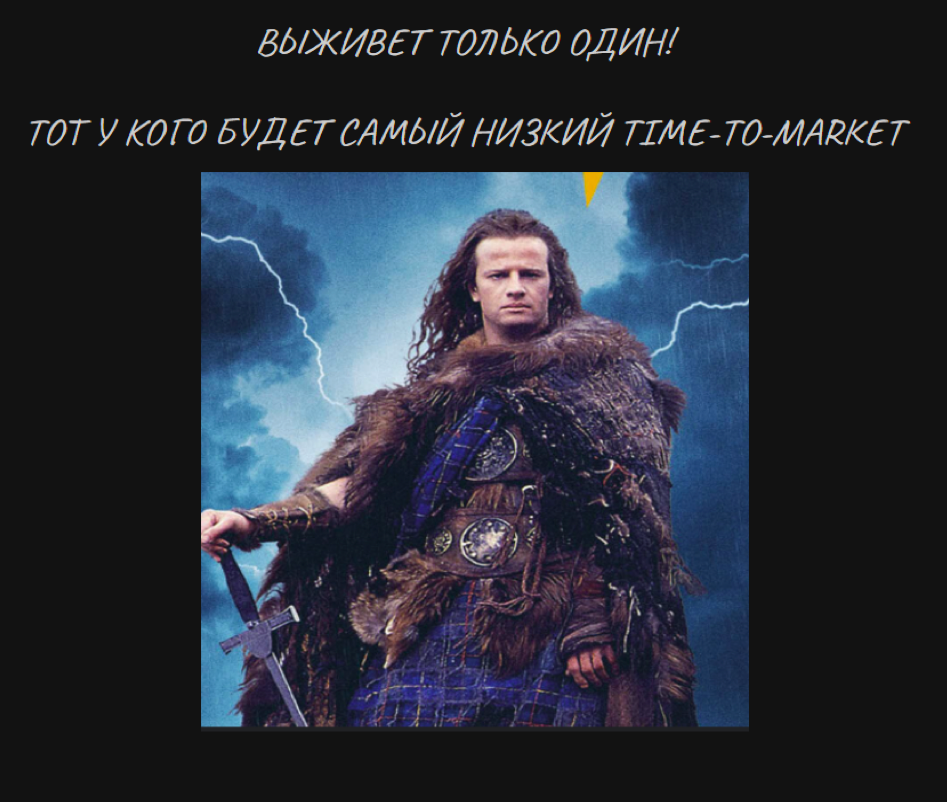 ВЫЖИВЕТ ТОЛЬКО ОДИН!
ТОТ У КОГО БУДЕТ САМЫЙ НИЗКИЙ TIME-TO-MARKET